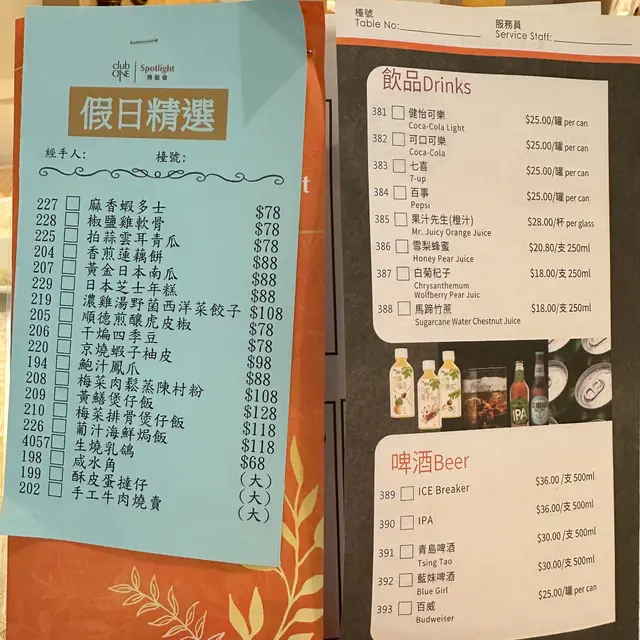 club ONE Spotlight 博藝會
假日精選
經手人: 檯號:
227 麻香蝦多士 $78
228 椒鹽雞軟骨 $78
225 拍蒜雲耳青瓜 $78
204 香煎蓮藕餅 $88
207 黃金日本南瓜 $88
229 日本芝士年糕 $88
219 濃雞湯野菌西洋菜餃子 $108
205 順德煎釀虎皮椒 $78
206 干煸四季豆 $78
220 京燒蝦子柚皮 $98
194 鮑汁鳳爪 $88
208 梅菜肉鬆蒸陳村粉 $108
209 黃鱔煲仔飯 $128
210 梅菜排骨煲仔飯 $118
226 葡汁海鮮焗飯 $118
4057 生燒乳鴿 $68
198 咸水角 (大)
199 酥皮蛋撻仔 (大)
202 手工牛肉燒賣 (大)
檯號 服務員
Table No: Service Staff:
飲品Drinks
381 健怡可樂 $25.00/罐 per can
Coca-Cola Light
382 可口可樂 $25.00/罐 per can
Coca-Cola
383 七喜 $25.00/罐 per can
7-up
384 百事 $25.00/罐 per can
Pepsi
385 果汁先生(橙汁) $28.00/杯 per glass
Mr. Juicy Orange Juice
386 雪梨蜂蜜 $20.80/支 250ml
Honey Pear Juice
387 白菊杞子 $18.00/支 250ml
Chrysanthemum
Wolfberry Pear Juic
388 馬蹄竹蔗 $18.00/支 250ml
Sugarcane Water Chestnut Juice
IPA
啤酒Beer
389 ICE Breaker $36.00/支 500ml
390 IPA $36.00/支 500ml
391 青島啤酒 $30.00/支 500ml
Tsing Tao
392 藍妹啤酒 $30.00/支 500ml
Blue Girl
393 百威 $25.00/罐 per can
Budweiser